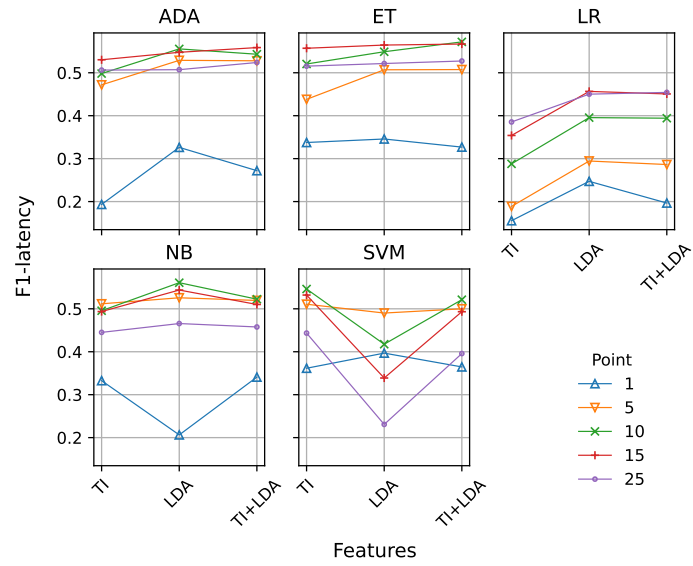 ADA
ET
LR
0.5
0.4
0.3
0.2
TI
LDA
TI+LDA
F1-latency
NB
SVM
0.5
0.4
0.3
0.2
TI
LDA
TI+LDA
TI
LDA
TI+LDA
Point
1
5
10
15
25
Features